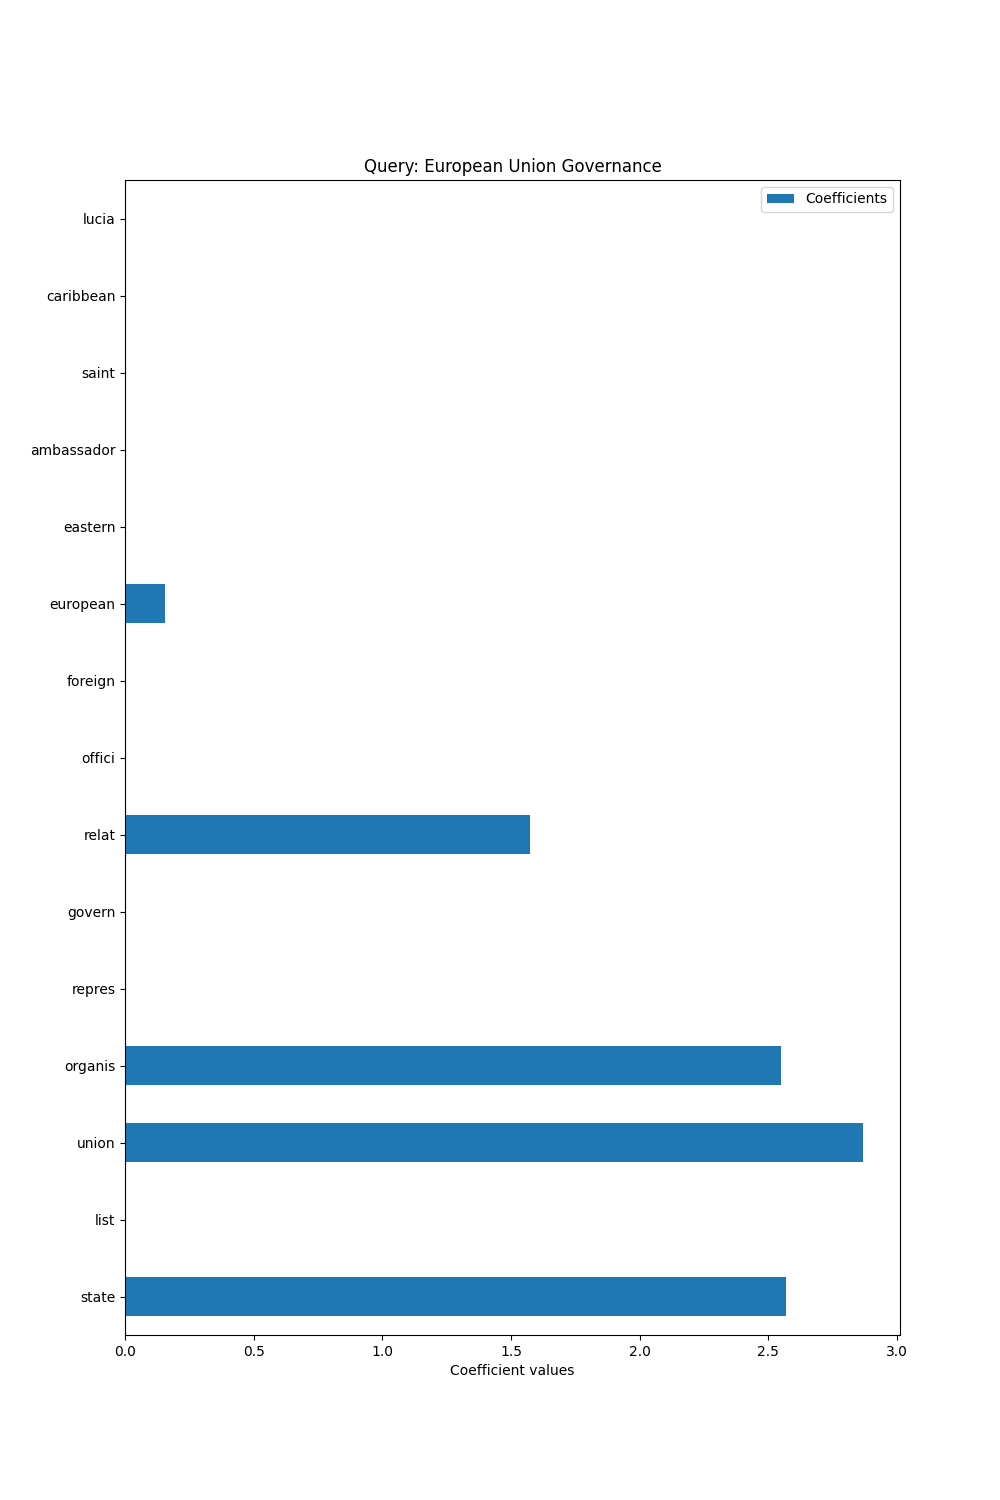 Query: European Union Governance
Coefficients
lucia
caribbean
saint
ambassador
eastern
european
foreign
offici
relat
govern
repres
organis
union
list
state
0.0 0.5 1.0 1.5 2.0 2.5 3.0
Coefficient values